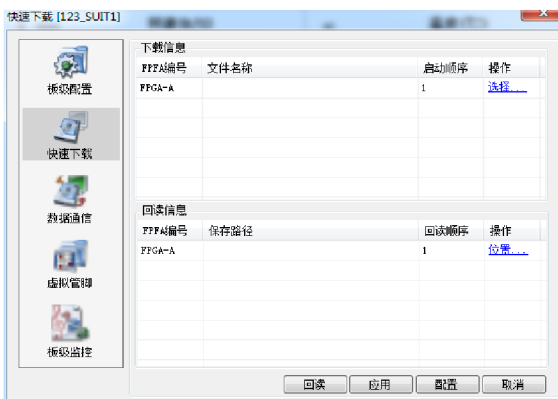 快速下载 [123_SUIT1]
板级配置
快速下载
数据通信
虚拟管脚
板级监控
下载信息
FPFA编号 文件名称 启动顺序 操作
FPGA-A 1 选择...
回读信息
FPFA编号 保存路径 回读顺序 操作
FPGA-A 1 位置...
回读 应用 配置 取消